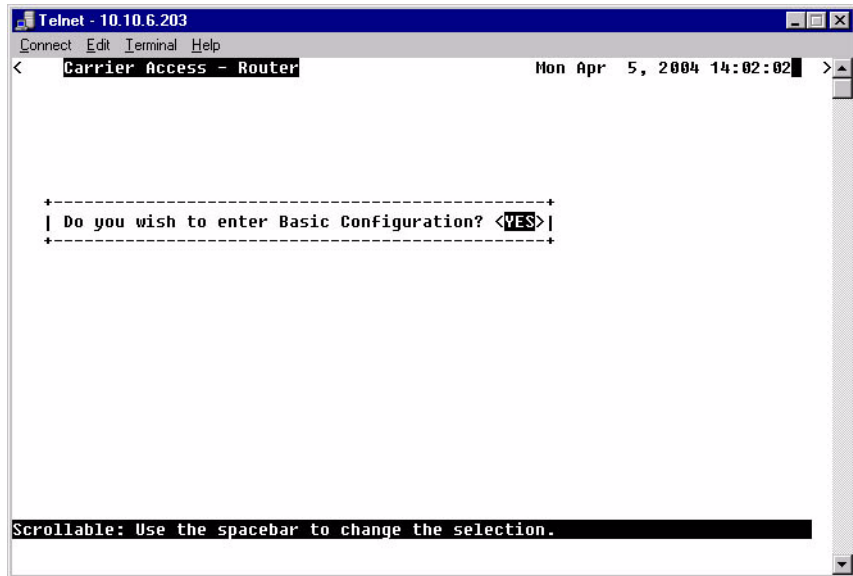 Telnet - 10.10.6.203
Connect Edit Terminal Help
< Carrier Access - Router Mon Apr 5, 2004 14:02:02 >
+------------------------------------------------+
| Do you wish to enter Basic Configuration? <YES>|
+------------------------------------------------+
Scrollable: Use the spacebar to change the selection.